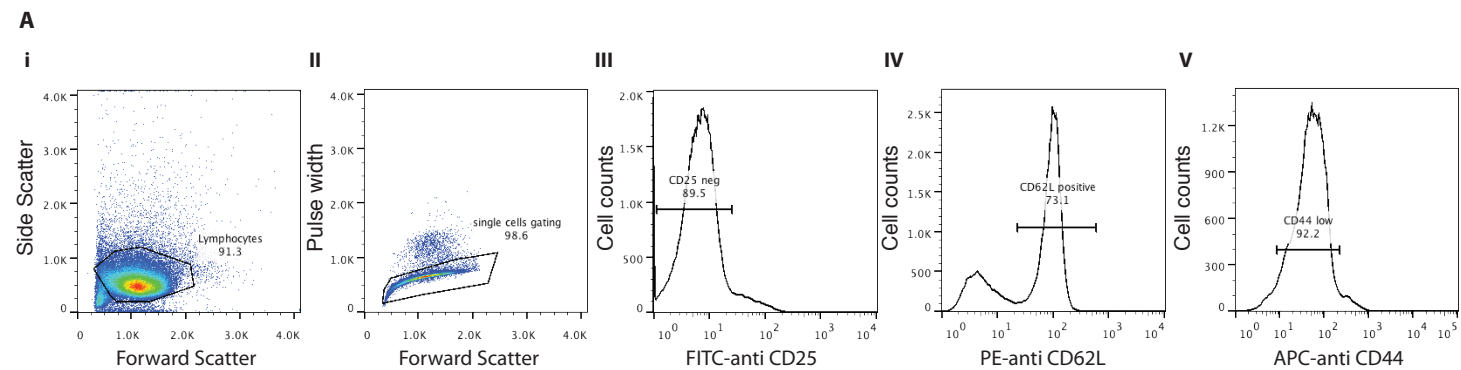 A
i
II
III
IV
V
Side Scatter
4.0K
3.0K
2.0K
1.0K
0
Lymphocytes
91.3
0 1.0K 2.0K 3.0K 4.0K
Forward Scatter
Pulse width
4.0K
3.0K
2.0K
1.0K
0
single cells gating
98.6
0 1.0K 2.0K 3.0K 4.0K
Forward Scatter
Cell counts
2.0K
1.5K
1.0K
500
0
CD25 neg
89.5
10^0 10^1 10^2 10^3 10^4
FITC-anti CD25
Cell counts
2.5K
2.0K
1.5K
1.0K
500
0
CD62L positive
73.1
10^0 10^1 10^2 10^3 10^4
PE-anti CD62L
Cell counts
1.2K
900
600
300
0
CD44 low
92.2
10^1 10^2 10^3 10^4 10^5
APC-anti CD44